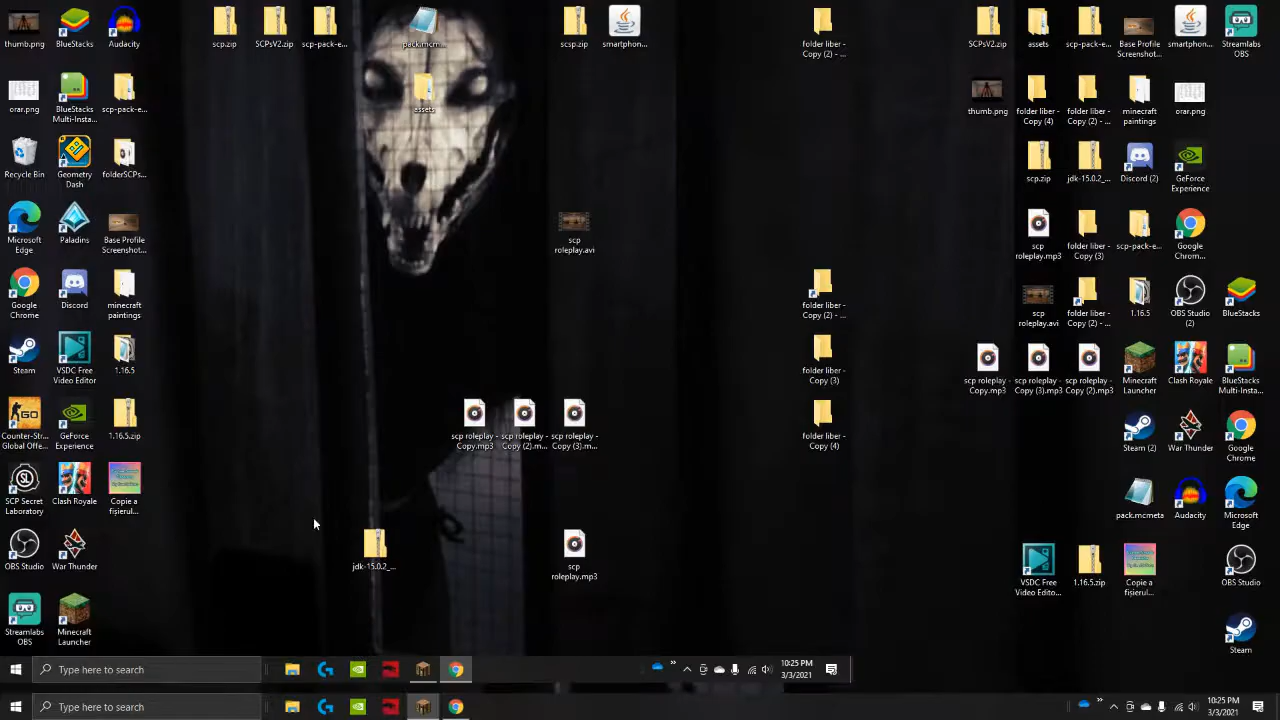 thumb.png
BlueStacks
Audacity
scp.zip
SCPsV2.zip
scp-pack-e...
pack.mcm...
scsp.zip
smartphon...
folder liber - Copy (2) - ...
SCPsV2.zip
assets
scp-pack-e...
Base Profile Screenshot...
smartphon...
Streamlabs OBS
orar.png
BlueStacks Multi-Insta...
scp-pack-e...
assets
thumb.png
folder liber - Copy (4)
folder liber - Copy (2) - ...
minecraft paintings
orar.png
Recycle Bin
Geometry Dash
folderSCPs...
scp.zip
jdk-15.0.2_...
Discord (2)
GeForce Experience
Microsoft Edge
Paladins
Base Profile Screenshot...
scp roleplay.avi
scp roleplay.mp3
folder liber - Copy (3)
scp-pack-e...
Google Chrom...
Google Chrome
Discord
minecraft paintings
folder liber - Copy (2) - ...
scp roleplay.avi
folder liber - Copy (2) - ...
1.16.5
OBS Studio (2)
BlueStacks
Steam
VSDC Free Video Editor
1.16.5
folder liber - Copy (3)
scp roleplay - Copy.mp3
scp roleplay - Copy (3).mp3
scp roleplay - Copy (2).mp3
Minecraft Launcher
Clash Royale
BlueStacks Multi-Insta...
Counter-Str... Global Offe...
GeForce Experience
1.16.5.zip
scp roleplay - Copy.mp3
scp roleplay - Copy (2).m...
scp roleplay - Copy (3).m...
folder liber - Copy (4)
Steam (2)
War Thunder
Google Chrome
SCP Secret Laboratory
Clash Royale
Copie a fișierul...
pack.mcmeta
Audacity
Microsoft Edge
OBS Studio
War Thunder
jdk-15.0.2_...
scp roleplay.mp3
VSDC Free Video Edito...
1.16.5.zip
Copie a fișierul...
OBS Studio
Streamlabs OBS
Minecraft Launcher
Steam
Type here to search
10:25 PM
3/3/2021
Type here to search
10:25 PM
3/3/2021